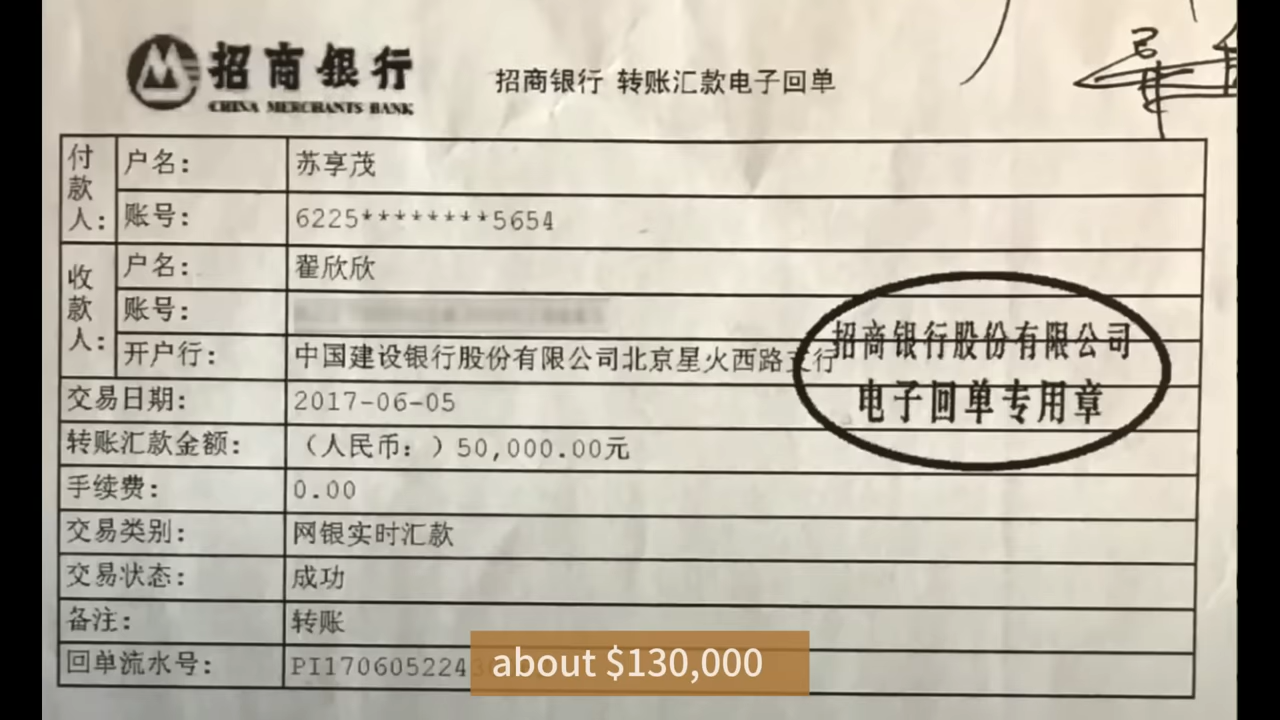 招商银行
CHINA MERCHANTS BANK
招商银行 转账汇款电子回单
付款人:
户名: 苏享茂
账号: 6225********5654
收款人:
户名: 翟欣欣
账号:
开户行: 中国建设银行股份有限公司北京星火西路支行
招商银行股份有限公司
电子回单专用章
交易日期: 2017-06-05
转账汇款金额: (人民币:)50,000.00元
手续费: 0.00
交易类别: 网银实时汇款
交易状态: 成功
备注: 转账
回单流水号: PI1706052243
about $130,000